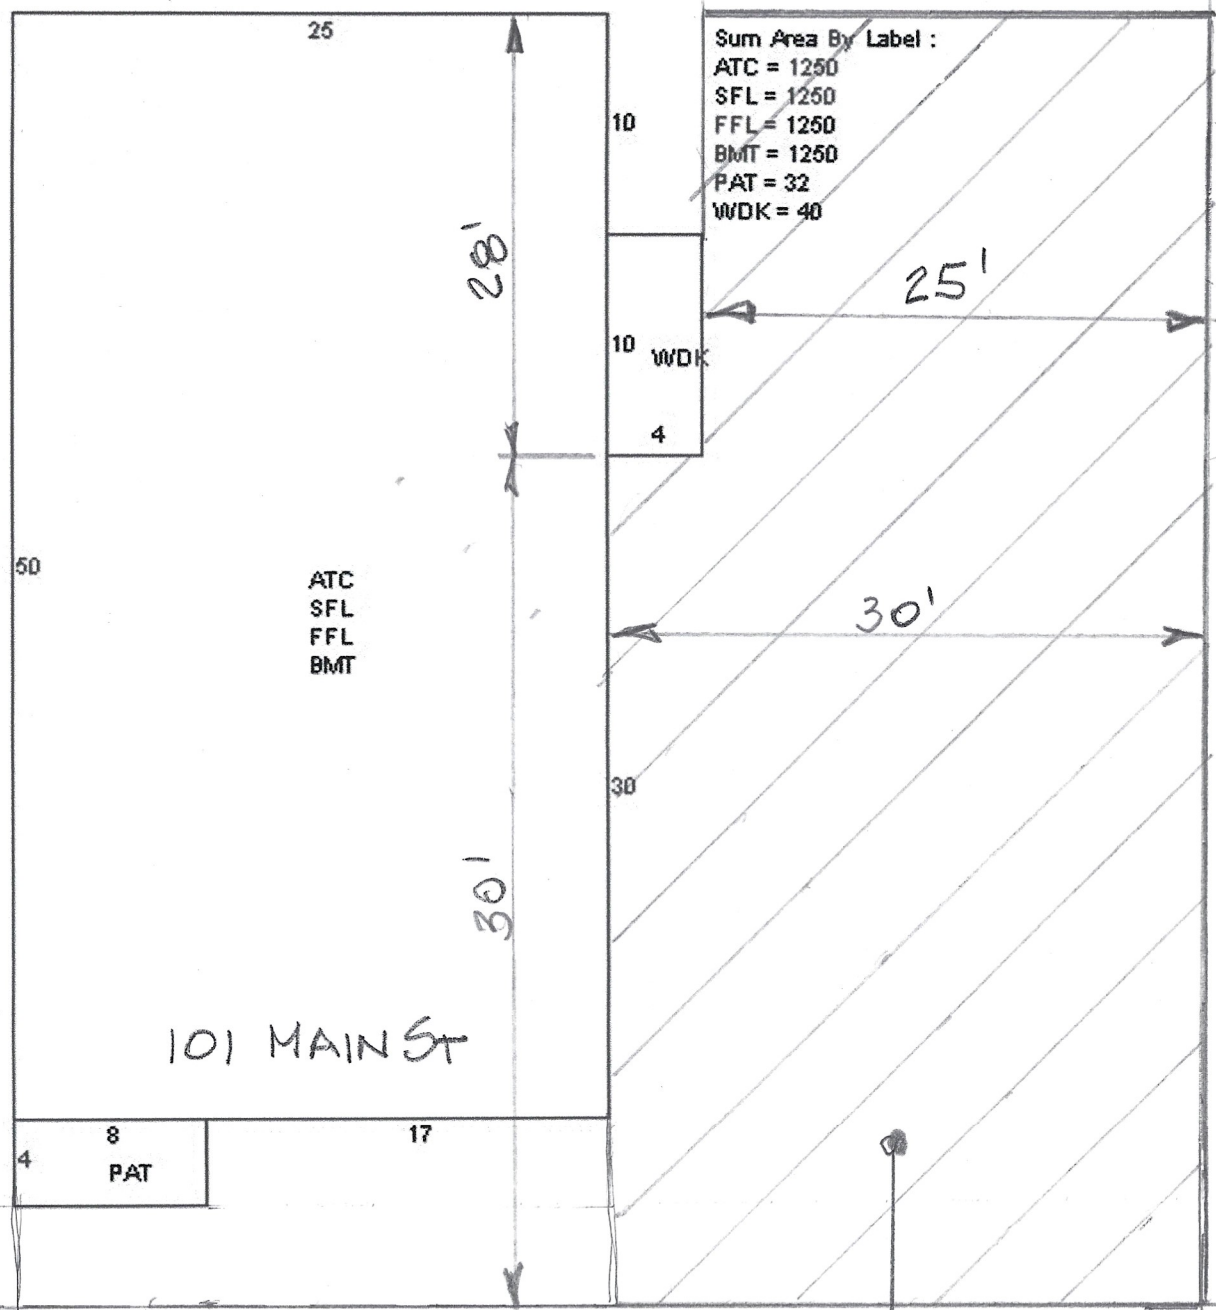 25
Sum Area By Label :
ATC = 1250
SFL = 1250
FFL = 1250
BMT = 1250
PAT = 32
WDK = 40
10
28'
25'
10
WDK
4
50
ATC
SFL
FFL
BMT
30'
30
30'
101 MAIN ST
8
17
4
PAT